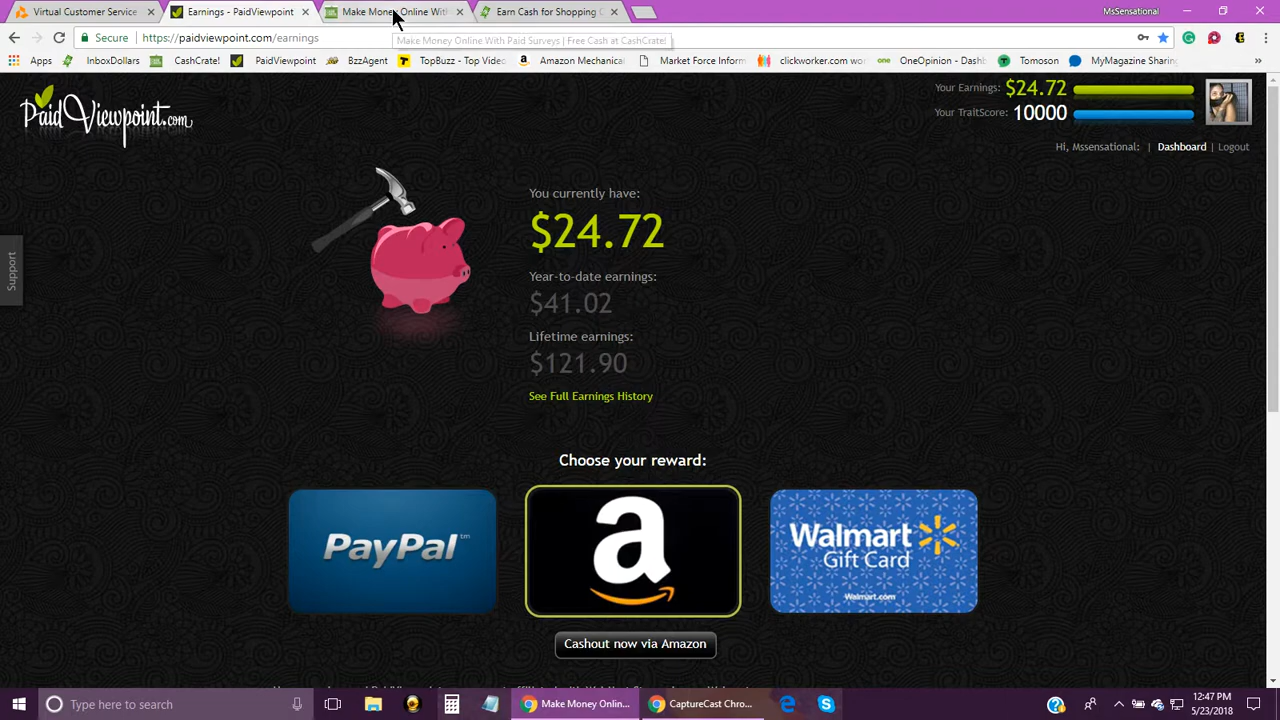 Virtual Customer Service
Earnings - PaidViewpoint
Make Money Online With
Earn Cash for Shopping
MsSensational
Secure
https://paidviewpoint.com/earnings
Make Money Online With Paid Surveys | Free Cash at CashCrate!
Apps
InboxDollars
CashCrate!
PaidViewpoint
BzzAgent
TopBuzz - Top Video
Amazon Mechanica
Market Force Inform
clickworker.com wo
OneOpinion - Dash
Tomoson
MyMagazine Sharing
»
PaidViewpoint.com
Your Earnings: $24.72
Your TraitScore: 10000
Hi, Mssensational: | Dashboard | Logout
Support
You currently have:
$24.72
Year-to-date earnings:
$41.02
Lifetime earnings:
$121.90
See Full Earnings History
Choose your reward:
PayPal™
a
Walmart
Gift Card
Walmart.com
Cashout now via Amazon
Type here to search
Make Money Onlin...
CaptureCast Chro...
12:47 PM
5/23/2018